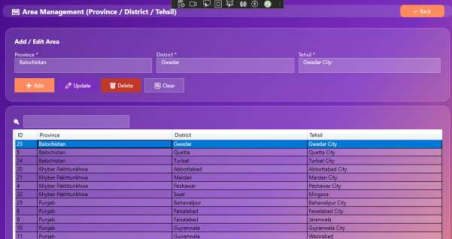 Area Management (Province / District / Tehsil)
← Back
Add / Edit Area
Province * District * Tehsil *
Balochistan Gwadar Gwadar City
+ Add Update Delete Clear
ID Province District Tehsil
23 Balochistan Gwadar Gwadar City
5 Balochistan Quetta Quetta City
24 Balochistan Turbat Turbat City
20 Khyber Pakhtunkhwa Abbottabad Abbottabad City
21 Khyber Pakhtunkhwa Mardan Mardan City
4 Khyber Pakhtunkhwa Peshawar Peshawar City
22 Khyber Pakhtunkhwa Swat Mingora
15 Punjab Bahawalpur Bahawalpur City
8 Punjab Faisalabad Faisalabad City
9 Punjab Faisalabad Jaranwala
10 Punjab Gujranwala Gujranwala City
11 Punjab Gujranwala Wazirabad